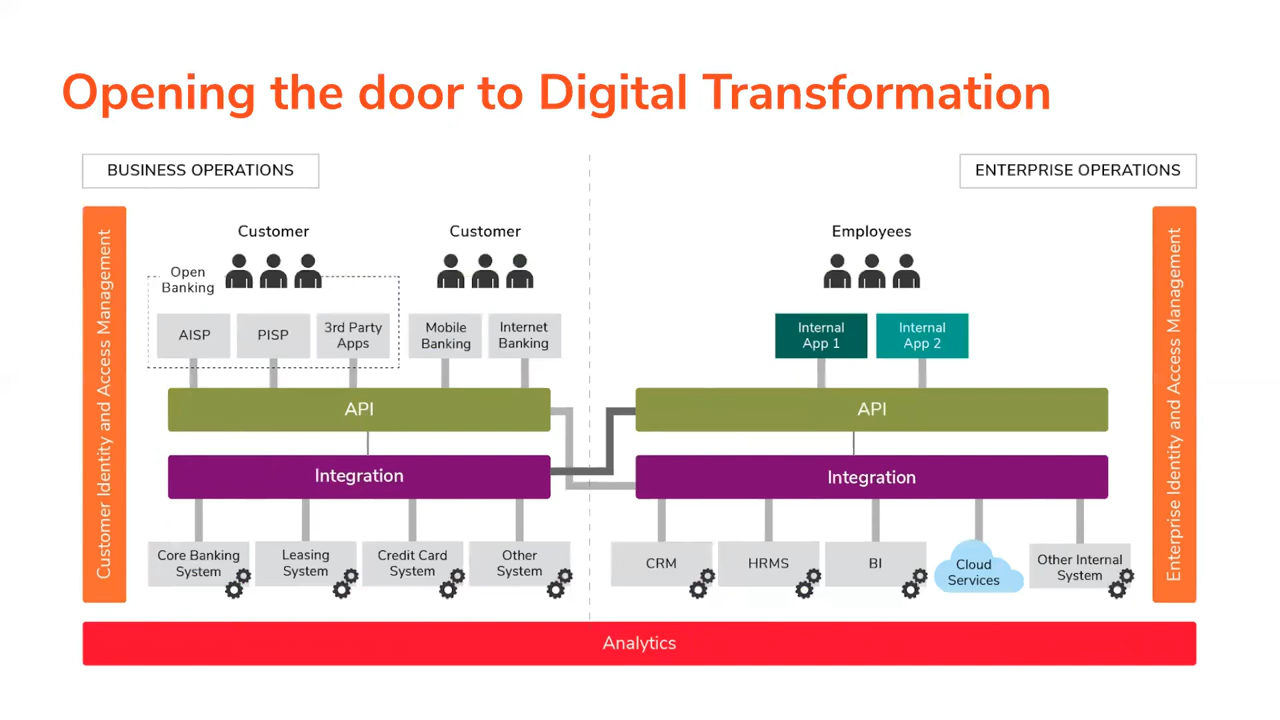 Opening the door to Digital Transformation
BUSINESS OPERATIONS
ENTERPRISE OPERATIONS
Customer Identity and Access Management
Customer
Customer
Open
Banking
AISP
PISP
3rd Party
Apps
Mobile
Banking
Internet
Banking
API
Integration
Core Banking
System
Leasing
System
Credit Card
System
Other
System
Employees
Internal
App 1
Internal
App 2
API
Integration
CRM
HRMS
BI
Cloud
Services
Other Internal
System
Enterprise Identity and Access Management
Analytics